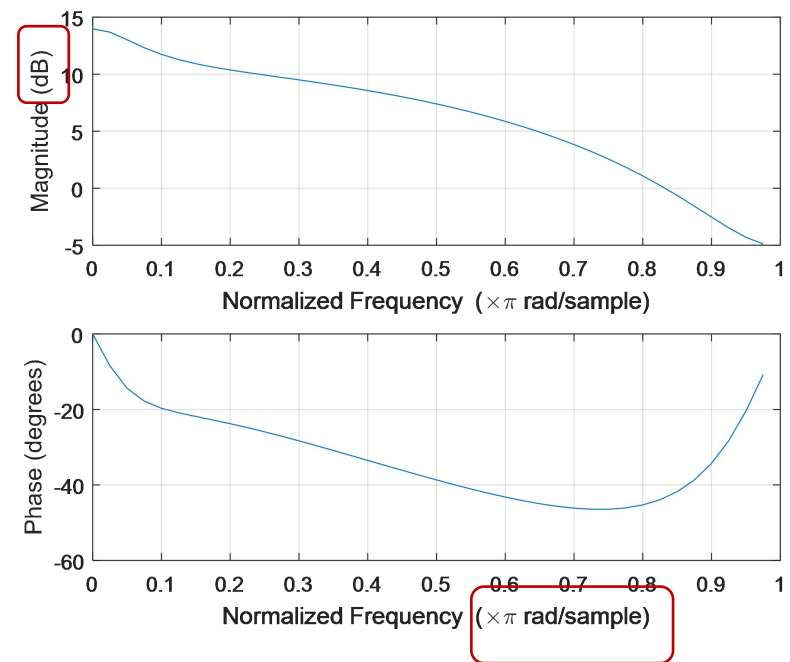 15
10
5
0
-5
Magnitude (dB)
0 0.1 0.2 0.3 0.4 0.5 0.6 0.7 0.8 0.9 1
Normalized Frequency (×π rad/sample)
0
-20
-40
-60
Phase (degrees)
0 0.1 0.2 0.3 0.4 0.5 0.6 0.7 0.8 0.9 1
Normalized Frequency (×π rad/sample)